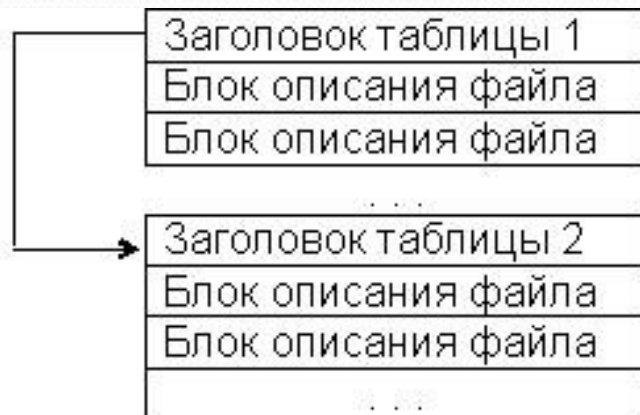 Заголовок таблицы 1
Блок описания файла
Блок описания файла
. . .
Заголовок таблицы 2
Блок описания файла
Блок описания файла
. . .